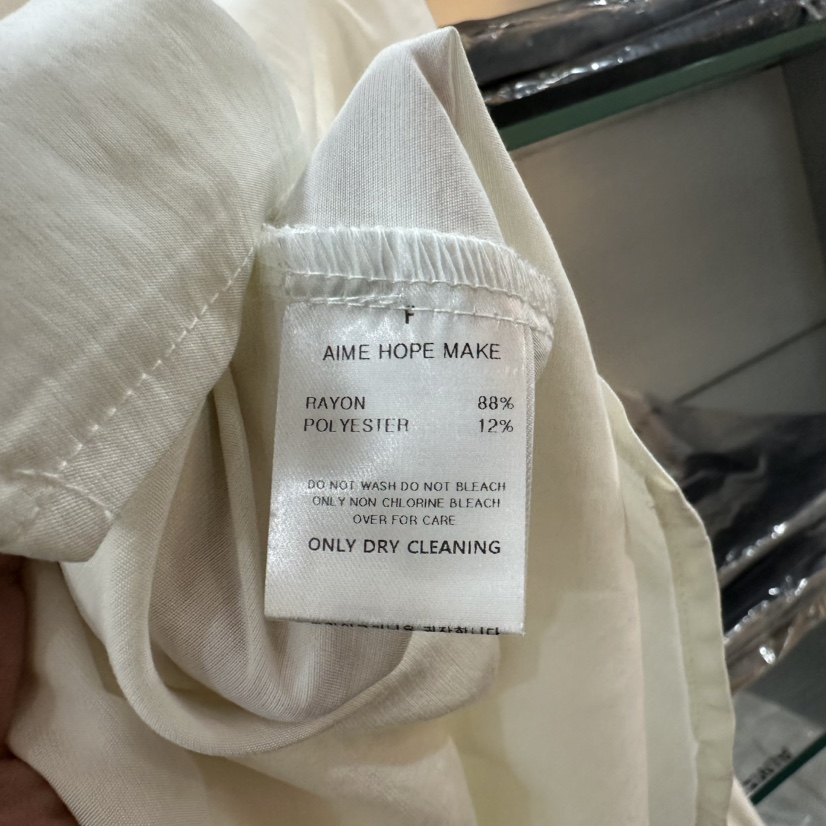 F
AIME HOPE MAKE
RAYON 88%
POLYESTER 12%
DO NOT WASH DO NOT BLEACH
ONLY NON CHLORINE BLEACH
OVER FOR CARE
ONLY DRY CLEANING